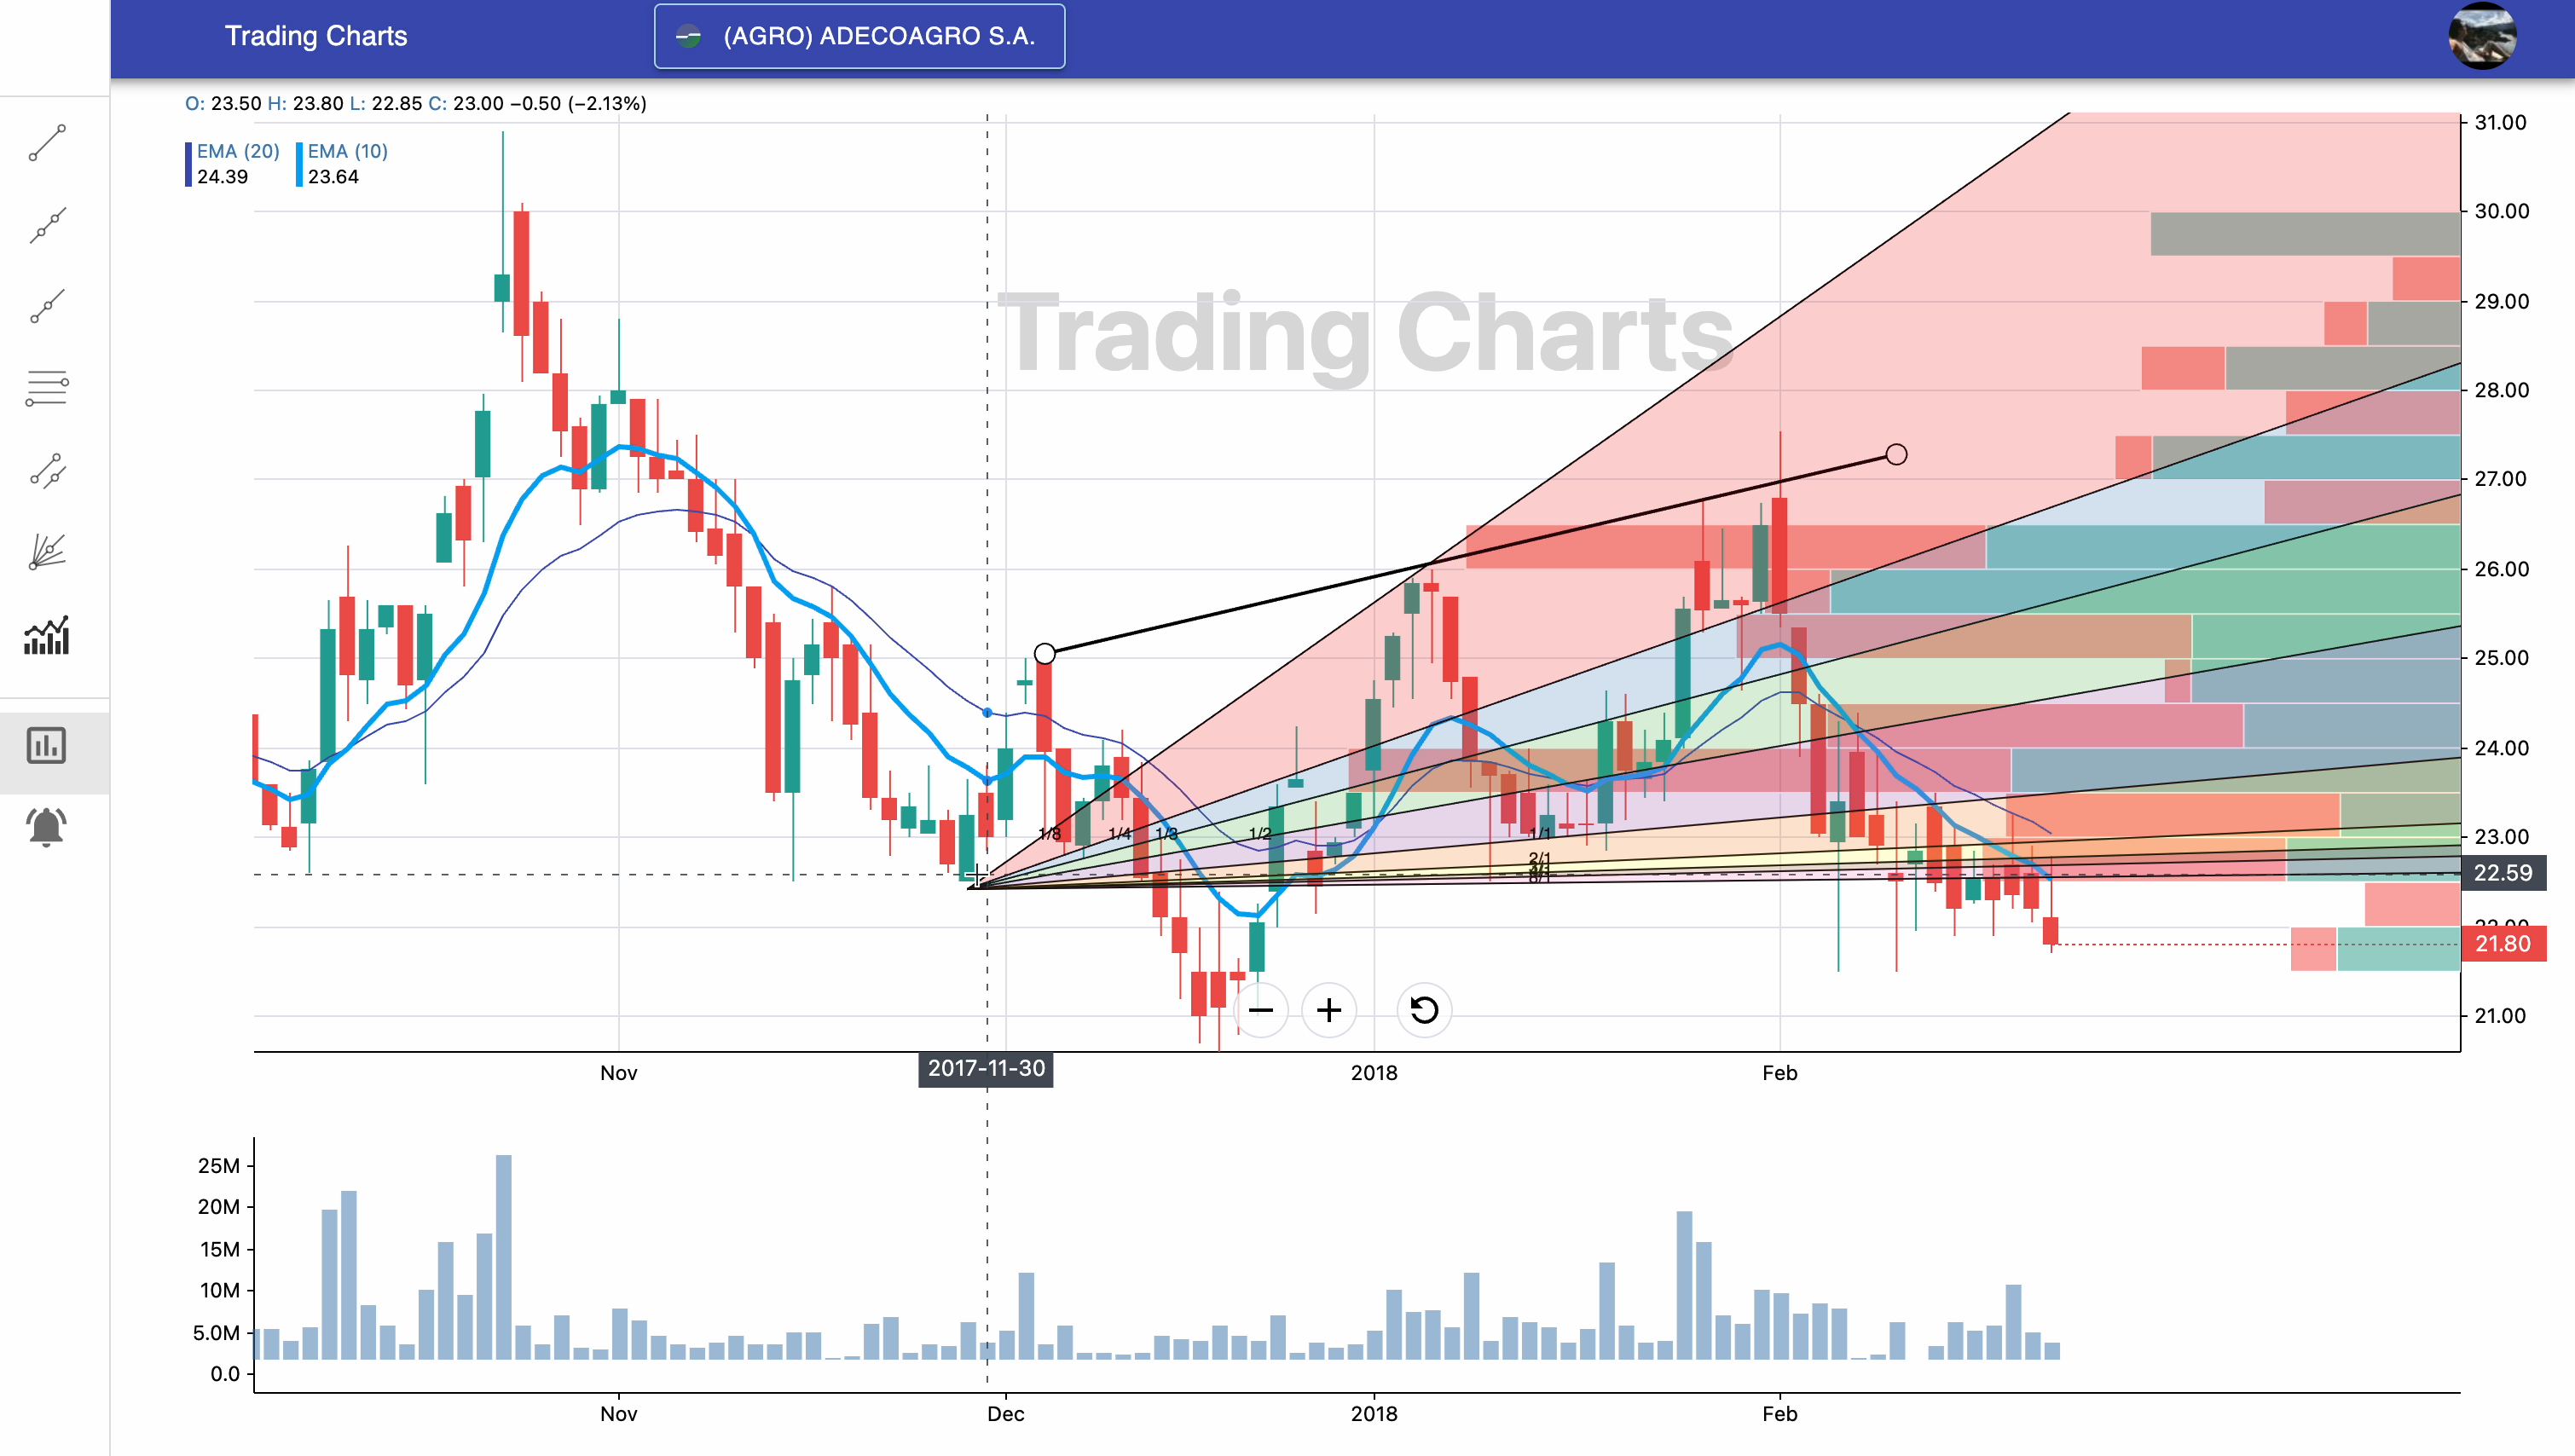 Trading Charts
(AGRO) ADECOAGRO S.A.
O: 23.50 H: 23.80 L: 22.85 C: 23.00 −0.50 (−2.13%)
EMA (20) EMA (10)
24.39 23.64
Trading Charts
31.00
30.00
29.00
28.00
27.00
26.00
25.00
24.00
23.00
22.59
22.00
21.80
21.00
1/8 1/4 1/3 1/2 1/1
2/1
8/1
Nov 2017-11-30 2018 Feb
25M
20M
15M
10M
5.0M
0.0
Nov Dec 2018 Feb